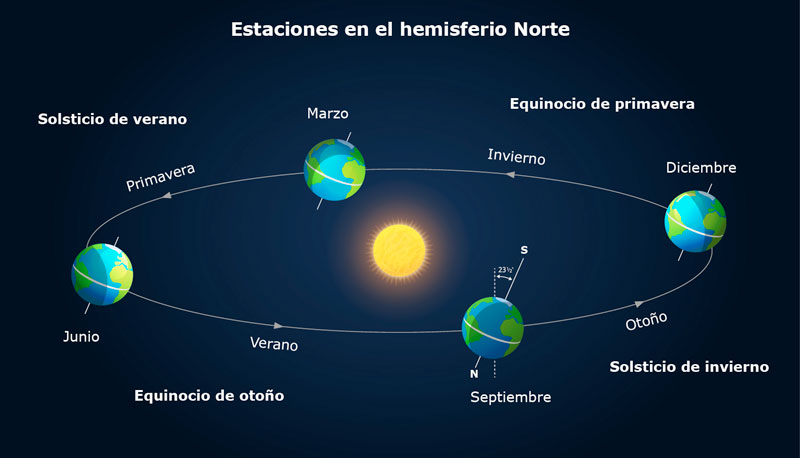 Estaciones en el hemisferio Norte
Equinocio de primavera
Marzo
Solsticio de verano
Invierno
Diciembre
Primavera
S
23½°
Junio
Verano
Otoño
N
Solsticio de invierno
Equinocio de otoño
Septiembre